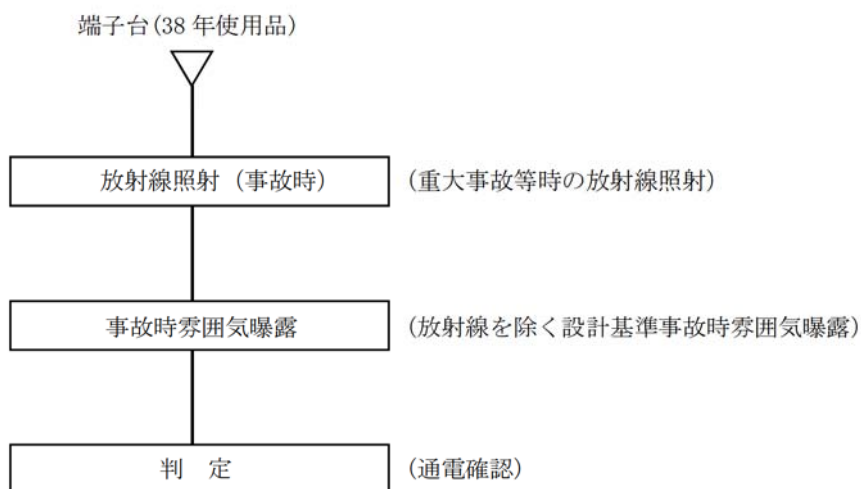 端子台(38 年使用品)
放射線照射（事故時）
(重大事故等時の放射線照射)
事故時雰囲気曝露
(放射線を除く設計基準事故時雰囲気曝露)
判　定
(通電確認)